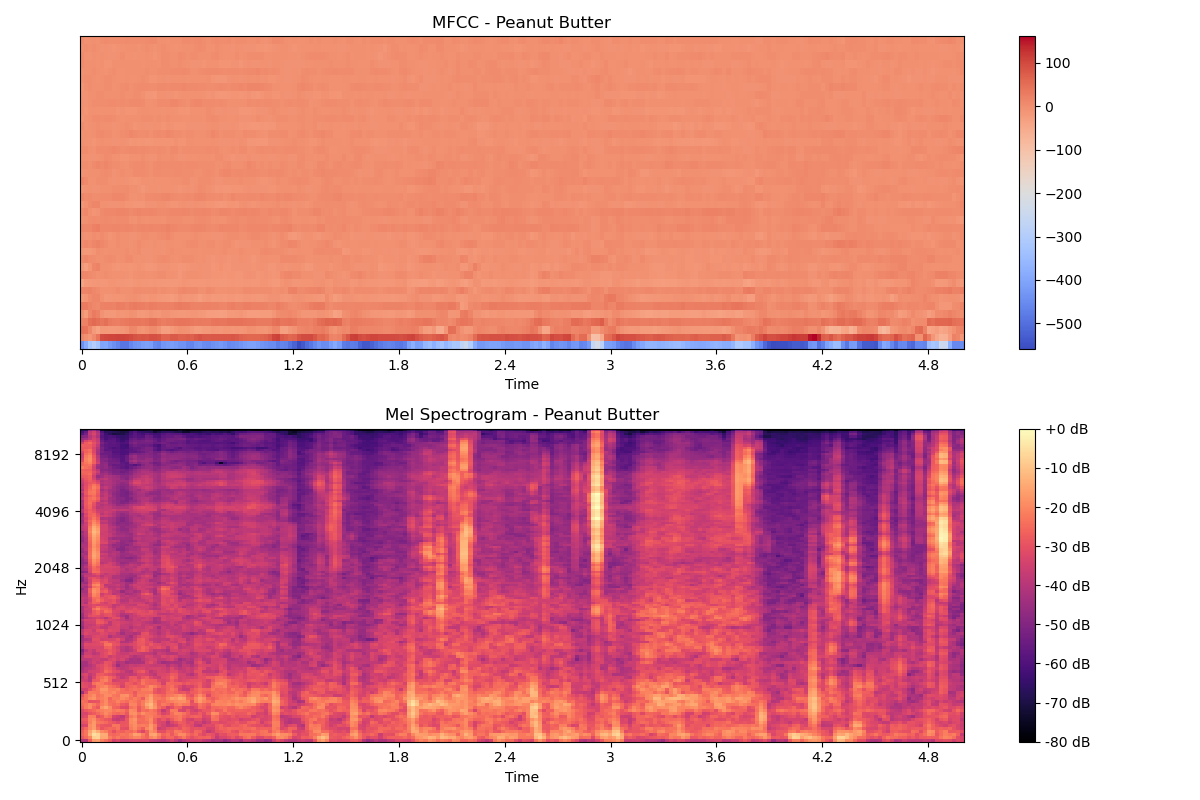 MFCC - Peanut Butter
100
0
−100
−200
−300
−400
−500
0 0.6 1.2 1.8 2.4 3 3.6 4.2 4.8
Time
Mel Spectrogram - Peanut Butter
Hz
8192
4096
2048
1024
512
0
+0 dB
-10 dB
-20 dB
-30 dB
-40 dB
-50 dB
-60 dB
-70 dB
-80 dB
0 0.6 1.2 1.8 2.4 3 3.6 4.2 4.8
Time